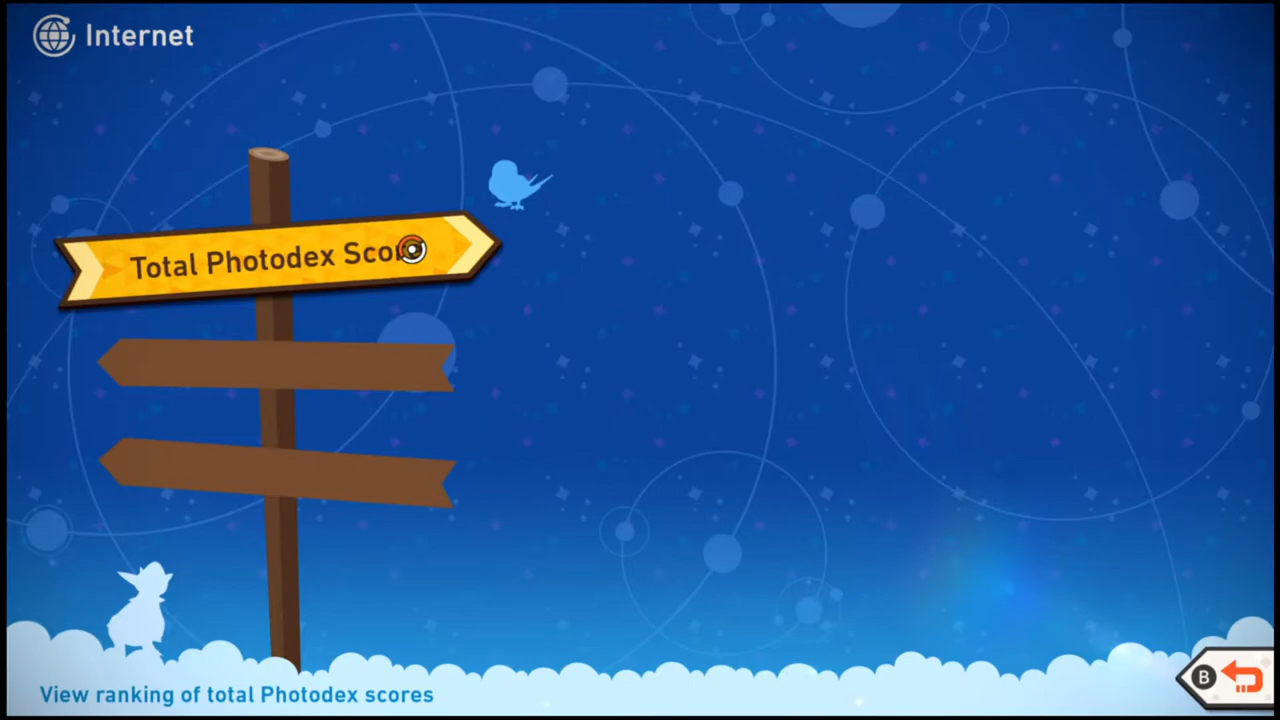 Internet
Total Photodex
View ranking of total Photodex scores
B